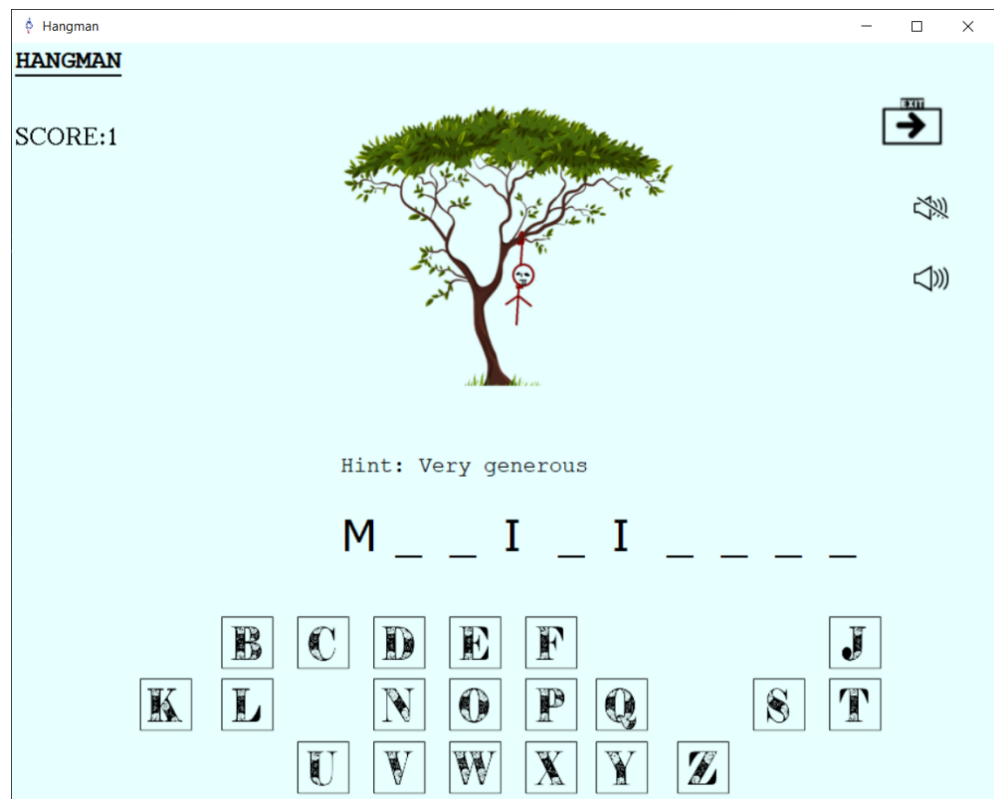 Hangman
HANGMAN
EXIT
SCORE:1
Hint: Very generous
M _ _ I _ I _ _ _ _
B C D E F J
K L N O P Q S T
U V W X Y Z